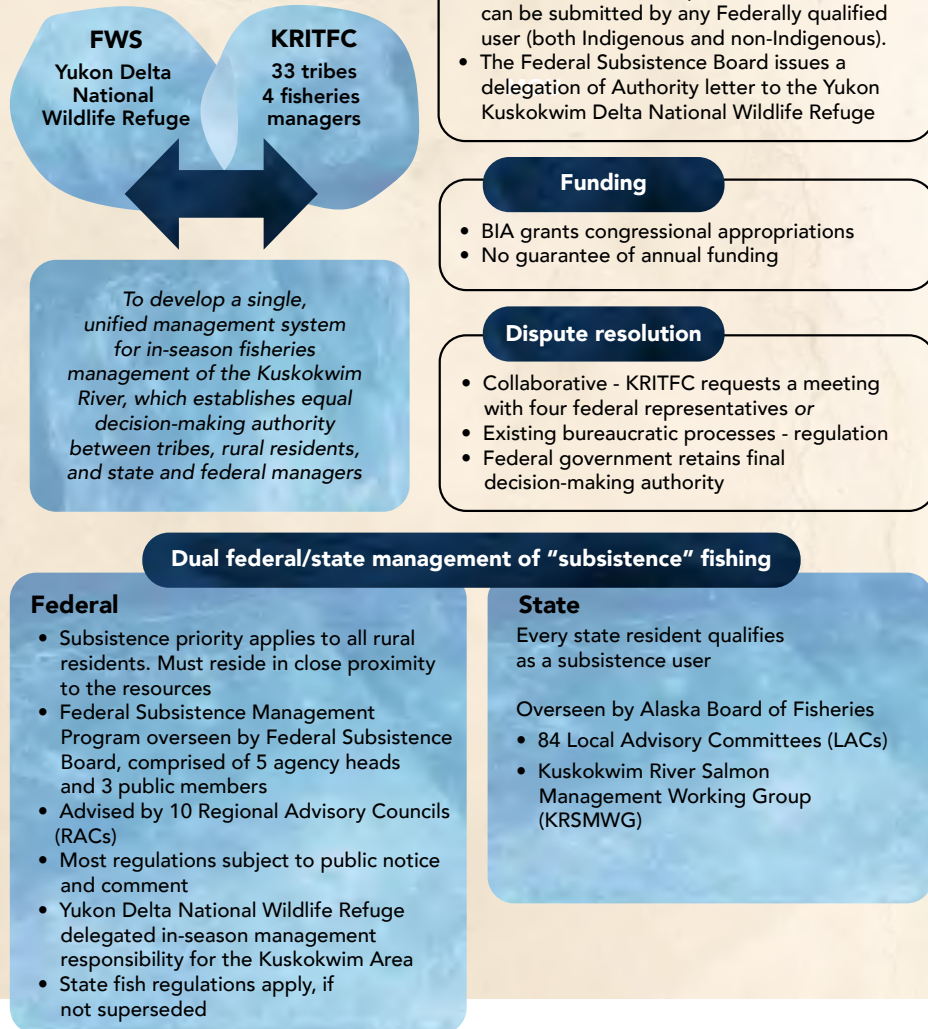 FWS
Yukon Delta
National
Wildlife Refuge
KRITFC
33 tribes
4 fisheries
managers
To develop a single,
unified management system
for in-season fisheries
management of the Kuskokwim
River, which establishes equal
decision-making authority
between tribes, rural residents,
and state and federal managers
can be submitted by any Federally qualified
user (both Indigenous and non-Indigenous).
• The Federal Subsistence Board issues a
delegation of Authority letter to the Yukon
Kuskokwim Delta National Wildlife Refuge
Funding
• BIA grants congressional appropriations
• No guarantee of annual funding
Dispute resolution
• Collaborative - KRITFC requests a meeting
with four federal representatives or
• Existing bureaucratic processes - regulation
• Federal government retains final
decision-making authority
Dual federal/state management of “subsistence” fishing
Federal
• Subsistence priority applies to all rural
residents. Must reside in close proximity
to the resources
• Federal Subsistence Management
Program overseen by Federal Subsistence
Board, comprised of 5 agency heads
and 3 public members
• Advised by 10 Regional Advisory Councils
(RACs)
• Most regulations subject to public notice
and comment
• Yukon Delta National Wildlife Refuge
delegated in-season management
responsibility for the Kuskokwim Area
• State fish regulations apply, if
not superseded
State
Every state resident qualifies
as a subsistence user
Overseen by Alaska Board of Fisheries
• 84 Local Advisory Committees (LACs)
• Kuskokwim River Salmon
Management Working Group
(KRSMWG)